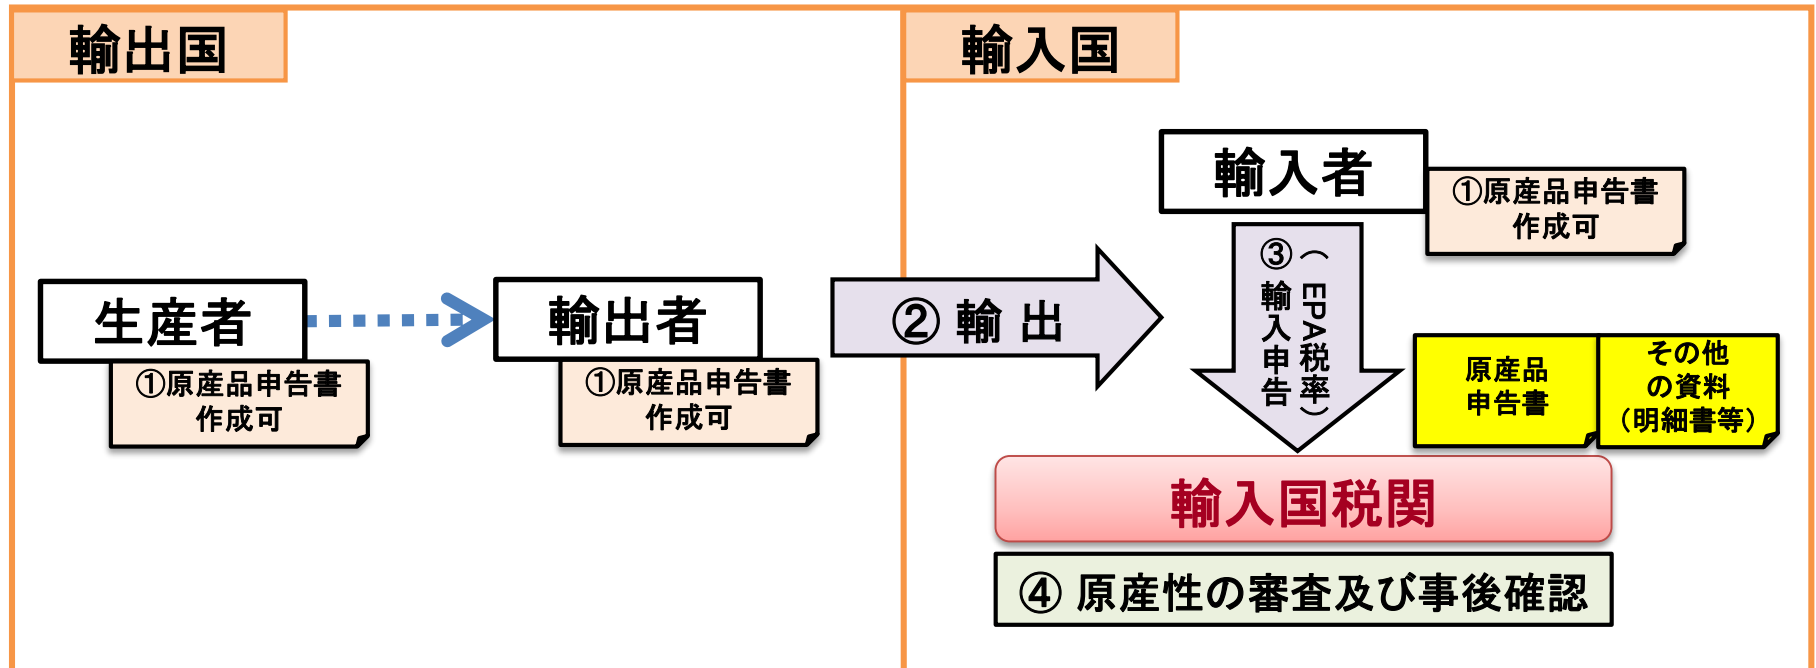 輸出国
輸入国
輸入者
①原産品申告書
作成可
生産者
①原産品申告書
作成可
輸出者
①原産品申告書
作成可
②輸出
③輸入申告
（EPA税率）
原産品
申告書
その他
の資料
（明細書等）
輸入国税関
④ 原産性の審査及び事後確認